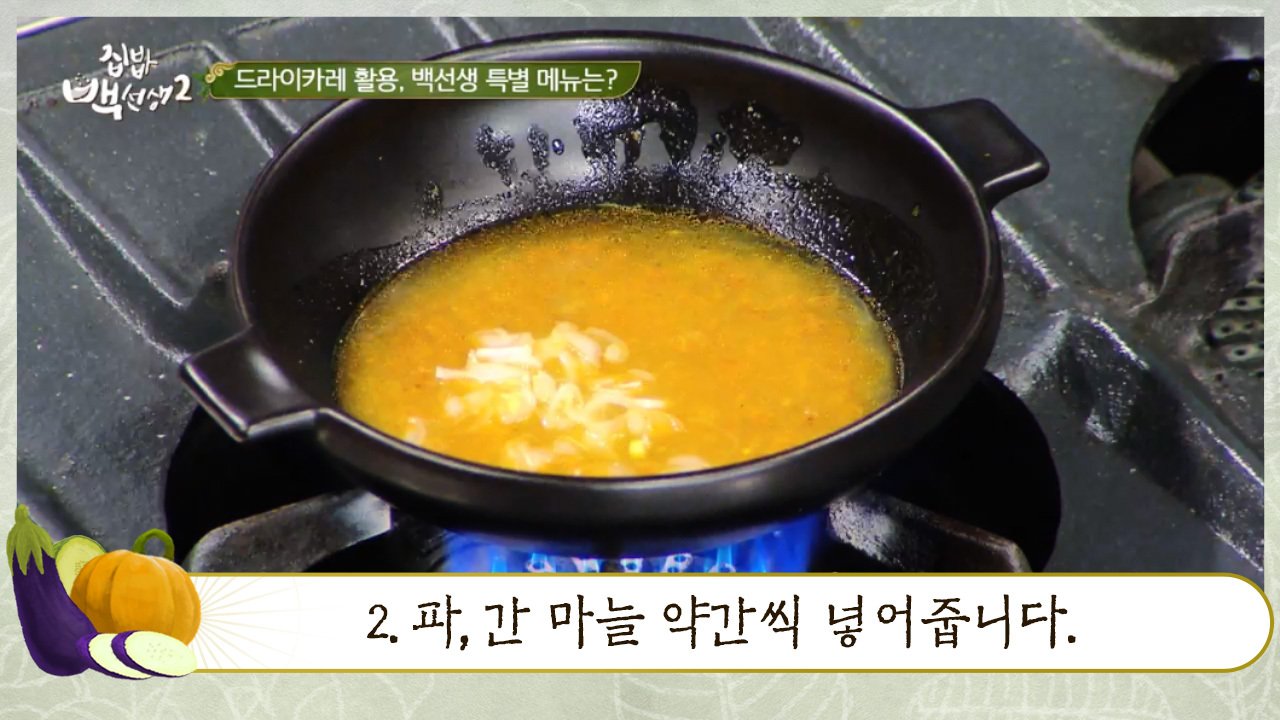 집밥
백선생2
드라이카레 활용, 백선생 특별 메뉴는?
2. 파, 간 마늘 약간씩 넣어줍니다.